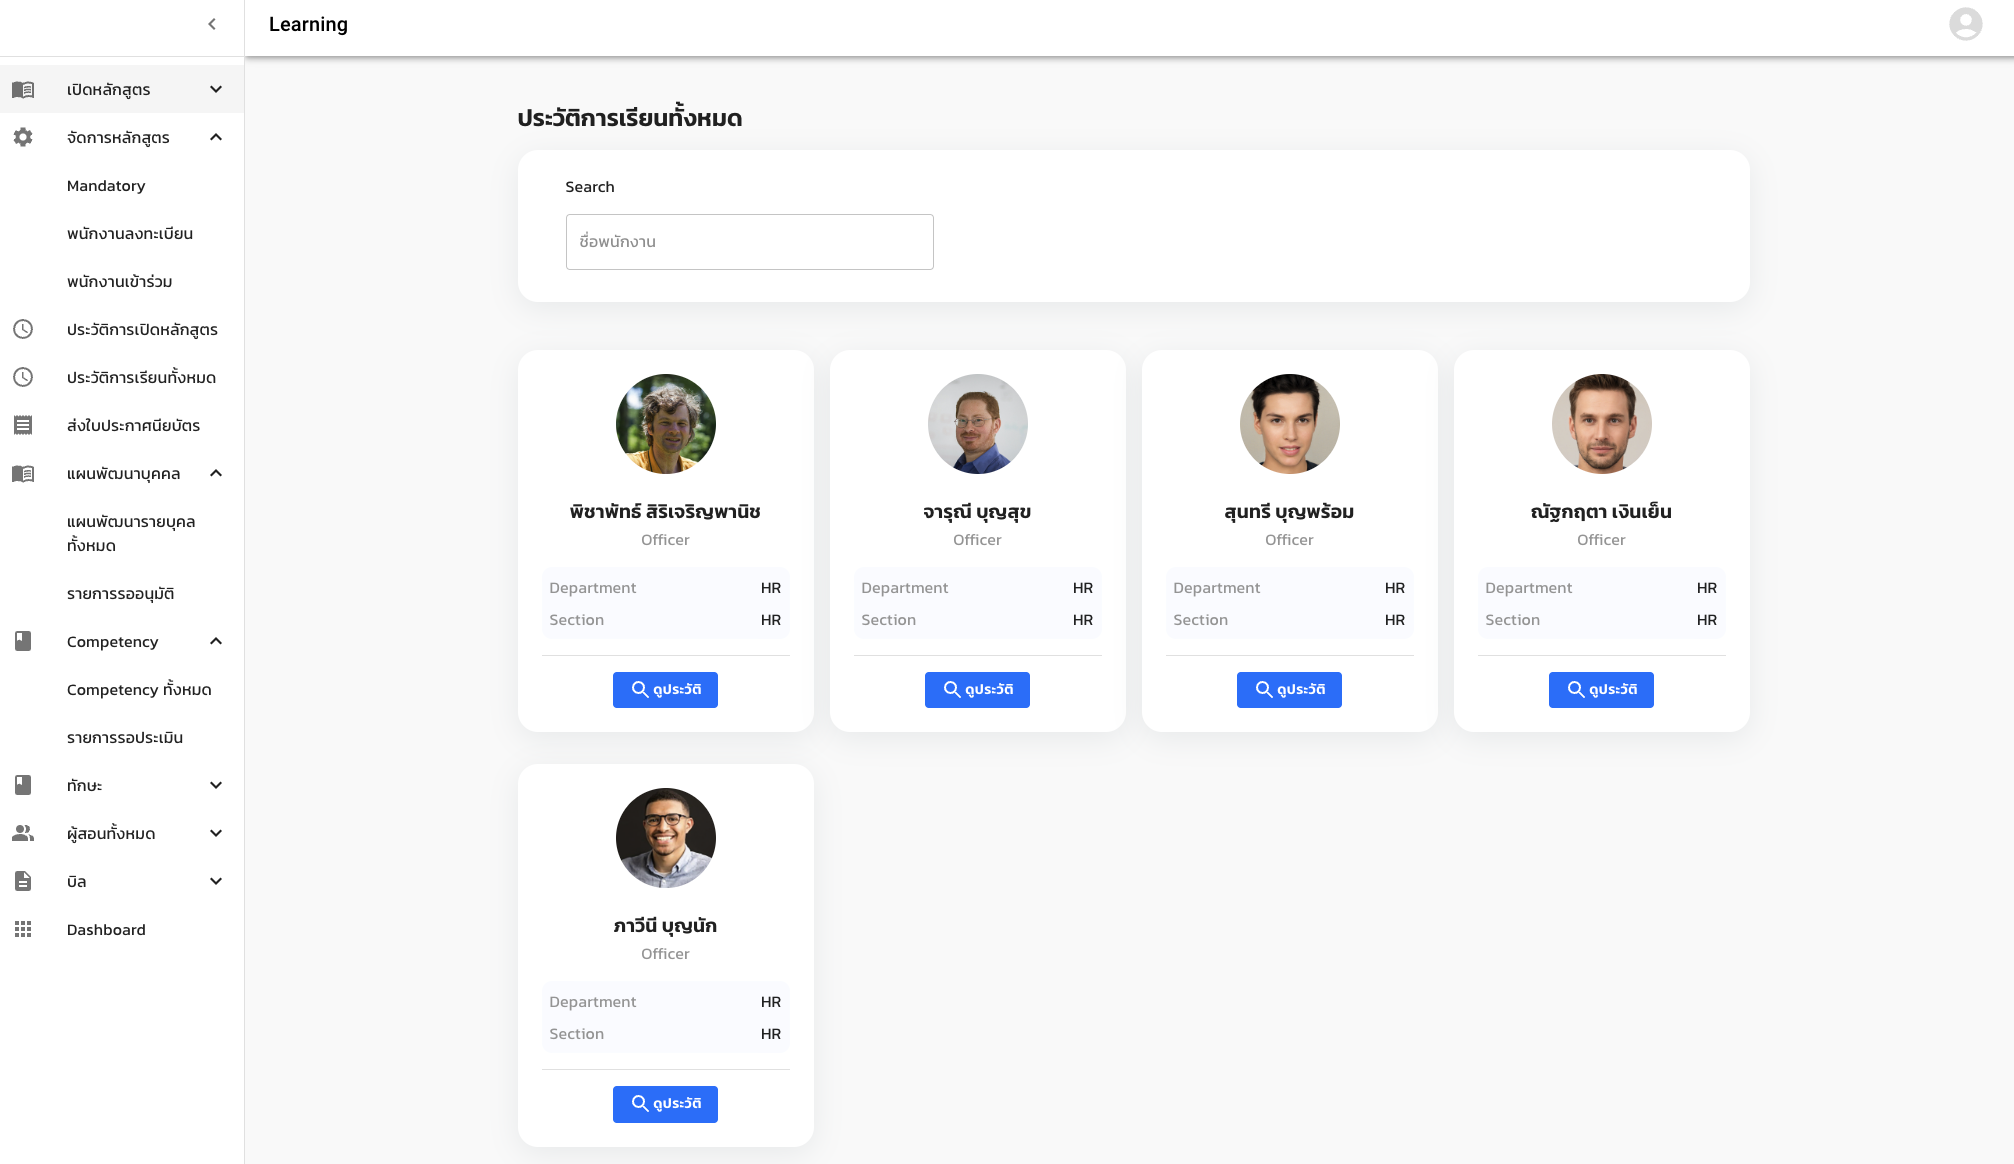 Learning
เปิดหลักสูตร
จัดการหลักสูตร
Mandatory
พนักงานลงทะเบียน
พนักงานเข้าร่วม
ประวัติการเปิดหลักสูตร
ประวัติการเรียนทั้งหมด
ส่งใบประกาศนียบัตร
แผนพัฒนาบุคคล
แผนพัฒนารายบุคล
ทั้งหมด
รายการรออนุมัติ
Competency
Competency ทั้งหมด
รายการรอประเมิน
ทักษะ
ผู้สอนทั้งหมด
บิล
Dashboard
ประวัติการเรียนทั้งหมด
Search
ชื่อพนักงาน
พิชาพัทธ์ สิริเจริญพานิช
Officer
Department HR
Section HR
ดูประวัติ
จารุณี บุญสุข
Officer
Department HR
Section HR
ดูประวัติ
สุนทรี บุญพร้อม
Officer
Department HR
Section HR
ดูประวัติ
ณัฐกฤตา เงินเย็น
Officer
Department HR
Section HR
ดูประวัติ
ภาวีนี บุญนัก
Officer
Department HR
Section HR
ดูประวัติ